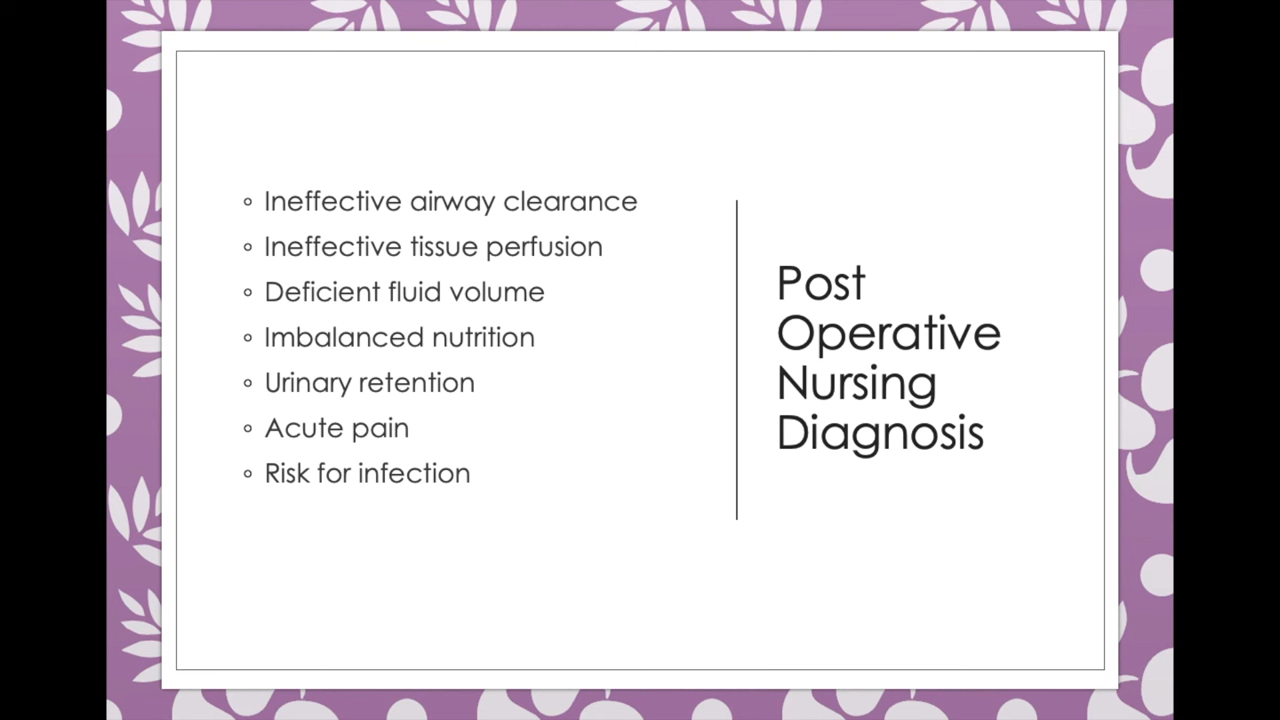 Ineffective airway clearance
Ineffective tissue perfusion
Deficient fluid volume
Imbalanced nutrition
Urinary retention
Acute pain
Risk for infection
Post
Operative
Nursing
Diagnosis